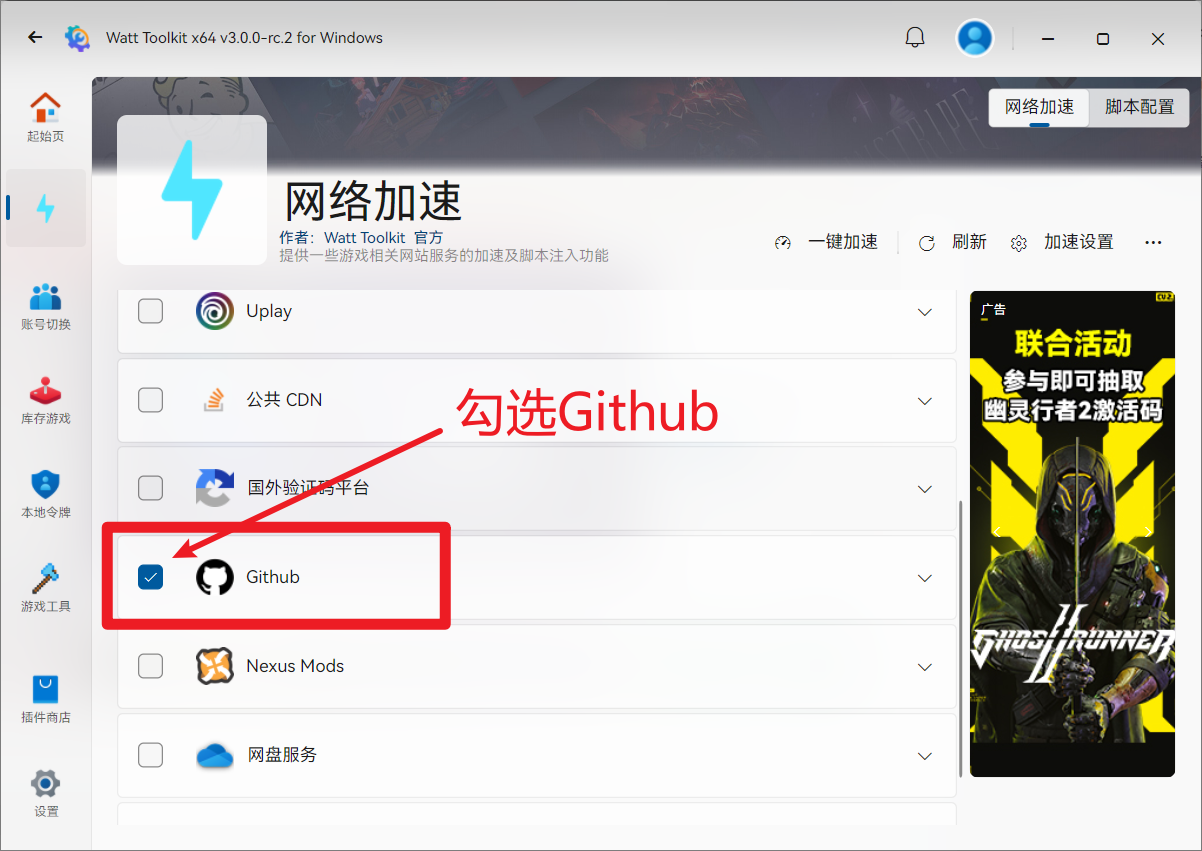 Watt Toolkit x64 v3.0.0-rc.2 for Windows
起始页
账号切换
库存游戏
本地令牌
游戏工具
插件商店
设置
网络加速
脚本配置
网络加速
作者: Watt Toolkit 官方
提供一些游戏相关网站服务的加速及脚本注入功能
一键加速
刷新
加速设置
Uplay
公共 CDN
勾选Github
国外验证码平台
Github
Nexus Mods
网盘服务
广告
联合活动
参与即可抽取
幽灵行者2激活码
GHOSTRUNNER